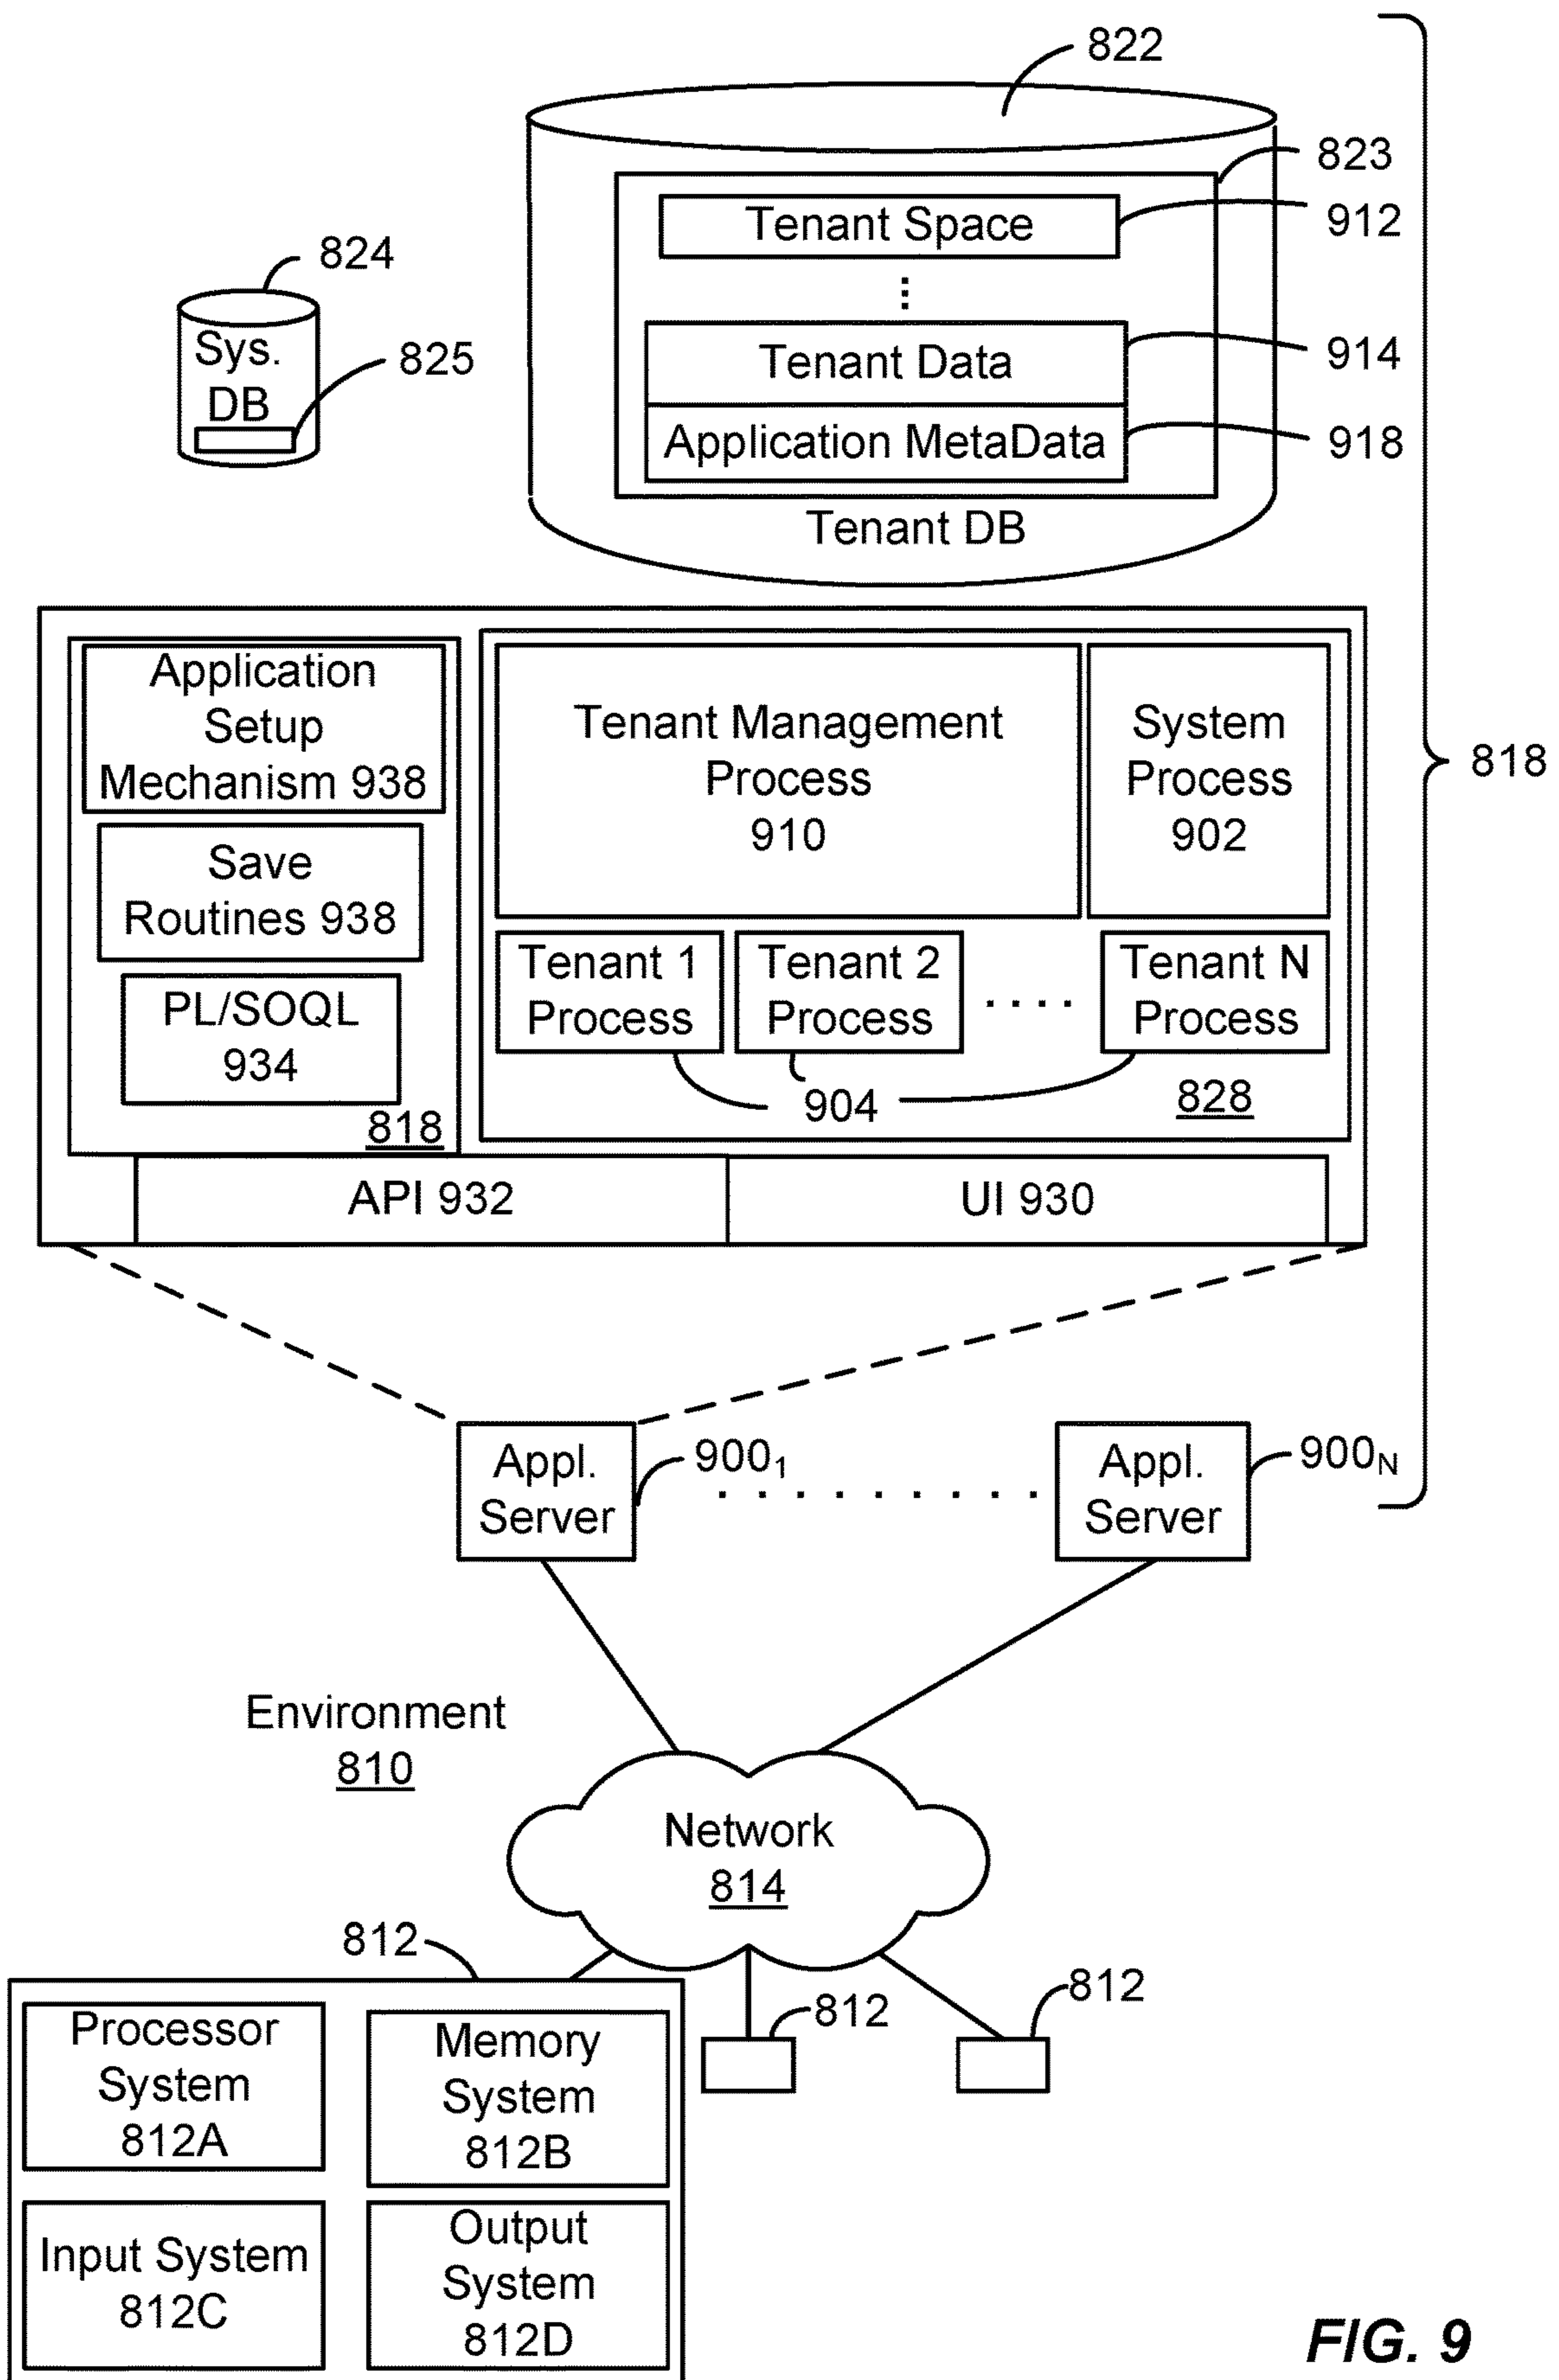 822
823
Tenant Space
912
824
Sys.
DB
825
Tenant Data
914
Application MetaData
918
Tenant DB
Application
Setup
Mechanism 938
Save
Routines 938
PL/SOQL
934
818
Tenant Management
Process
910
System
Process
902
818
Tenant 1
Process
Tenant 2
Process
Tenant N
Process
904
828
API 932
UI 930
Appl.
Server
900₁
Appl.
Server
900N
Environment
810
Network
814
812
812
812
Processor
System
812A
Memory
System
812B
Input System
812C
Output
System
812D
FIG. 9